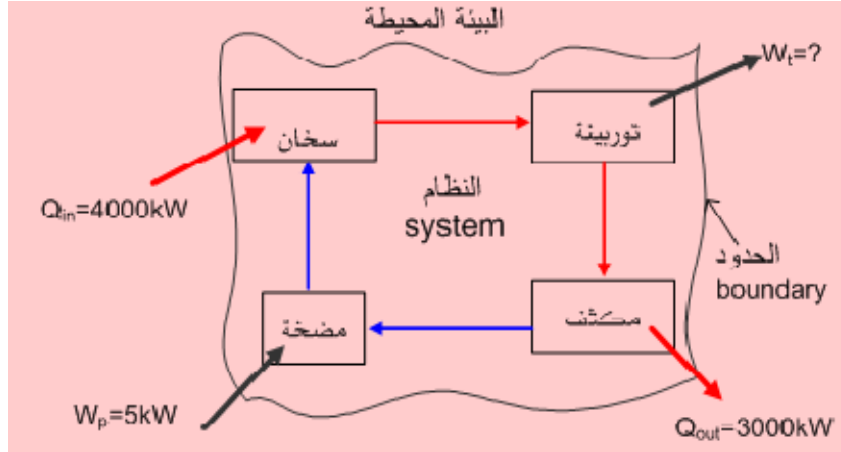 البيئة المحيطة
Wt=?
سخان
توربينة
النظام
system
Qin=4000kW
الحدود
boundary
مضخة
مكثف
Wp=5kW
Qout=3000kW